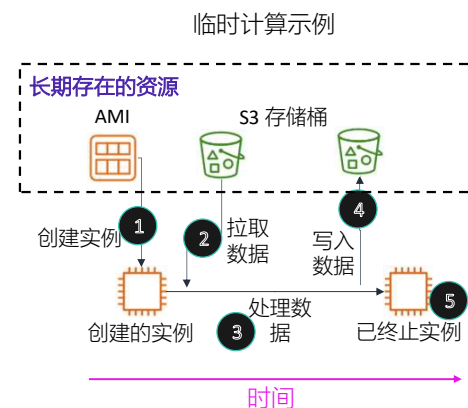 临时计算示例
长期存在的资源
AMI
S3 存储桶
1
创建实例
2
拉取
数据
4
写入
数据
创建的实例
3
处理数
据
5
已终止实例
时间